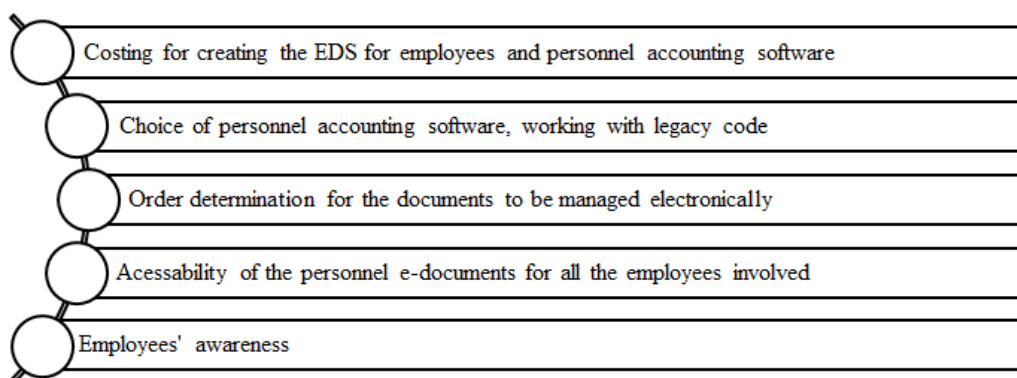 Costing for creating the EDS for employees and personnel accounting software
Choice of personnel accounting software, working with legacy code
Order determination for the documents to be managed electronically
Acessability of the personnel e-documents for all the employees involved
Employees' awareness